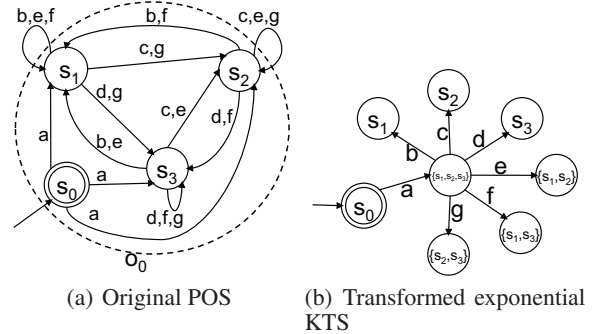 b,e,f
b,f
c,e,g
s1
c,g
s2
d,g
c,e
d,f
b,e
s3
a
a
s0
a
d,f,g
o0
s1
s2
s3
b
c
d
{s1,s2,s3}
e
{s1,s2}
s0
a
f
g
{s2,s3}
{s1,s3}
(a) Original POS
(b) Transformed exponential
KTS